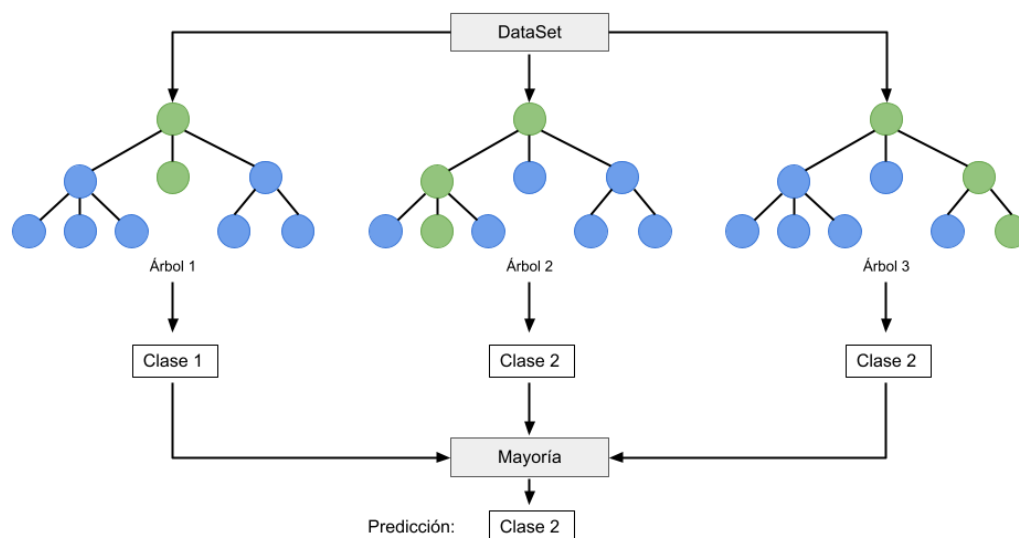 DataSet
Árbol 1
Árbol 2
Árbol 3
Clase 1
Clase 2
Clase 2
Mayoría
Predicción:
Clase 2